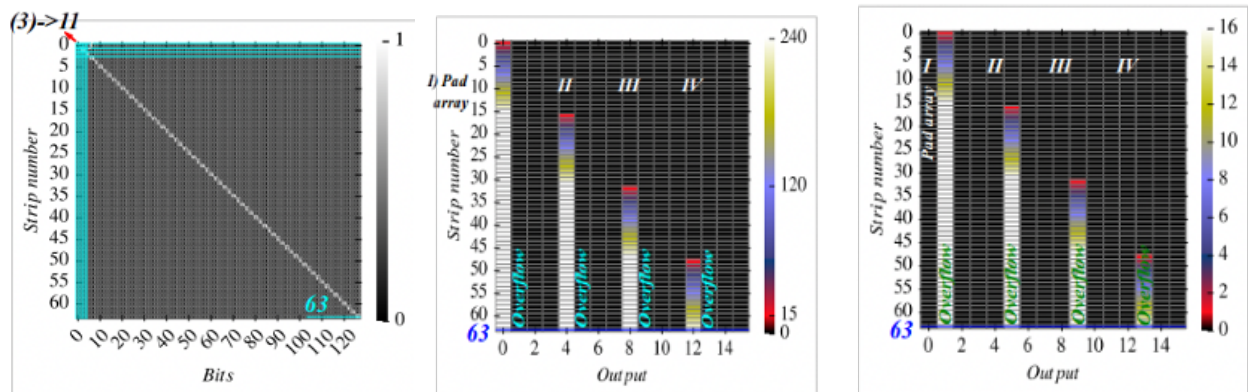 (3)->11
0
5
10
15
20
25
30
35
40
45
50
55
60
Strip number
63
0 10 20 30 40 50 60 70 80 90 100 110 120
Bits
1
0
0
5
10
15
20
25
30
35
40
45
50
55
60
63
Strip number
I) Pad
array
II
III
IV
Overflow
Overflow
Overflow
Overflow
0 2 4 6 8 10 12 14
Output
240
120
15
0
0
5
10
15
20
25
30
35
40
45
50
55
60
63
Strip number
I
II
III
IV
Pad array
Overflow
Overflow
Overflow
Overflow
0 2 4 6 8 10 12 14
Output
16
14
12
10
8
6
4
2
0